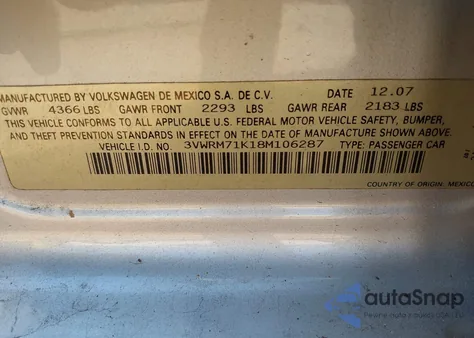 MANUFACTURED BY VOLKSWAGEN DE MEXICO S.A. DE C.V. DATE 12.07
GVWR 4366 LBS GAWR FRONT 2293 LBS GAWR REAR 2183 LBS
THIS VEHICLE CONFORMS TO ALL APPLICABLE U.S. FEDERAL MOTOR VEHICLE SAFETY, BUMPER,
AND THEFT PREVENTION STANDARDS IN EFFECT ON THE DATE OF MANUFACTURE SHOWN ABOVE.
VEHICLE I.D. NO. 3VWRM71K18M106287 TYPE: PASSENGER CAR
COUNTRY OF ORIGIN. MEXICO
autoSnap